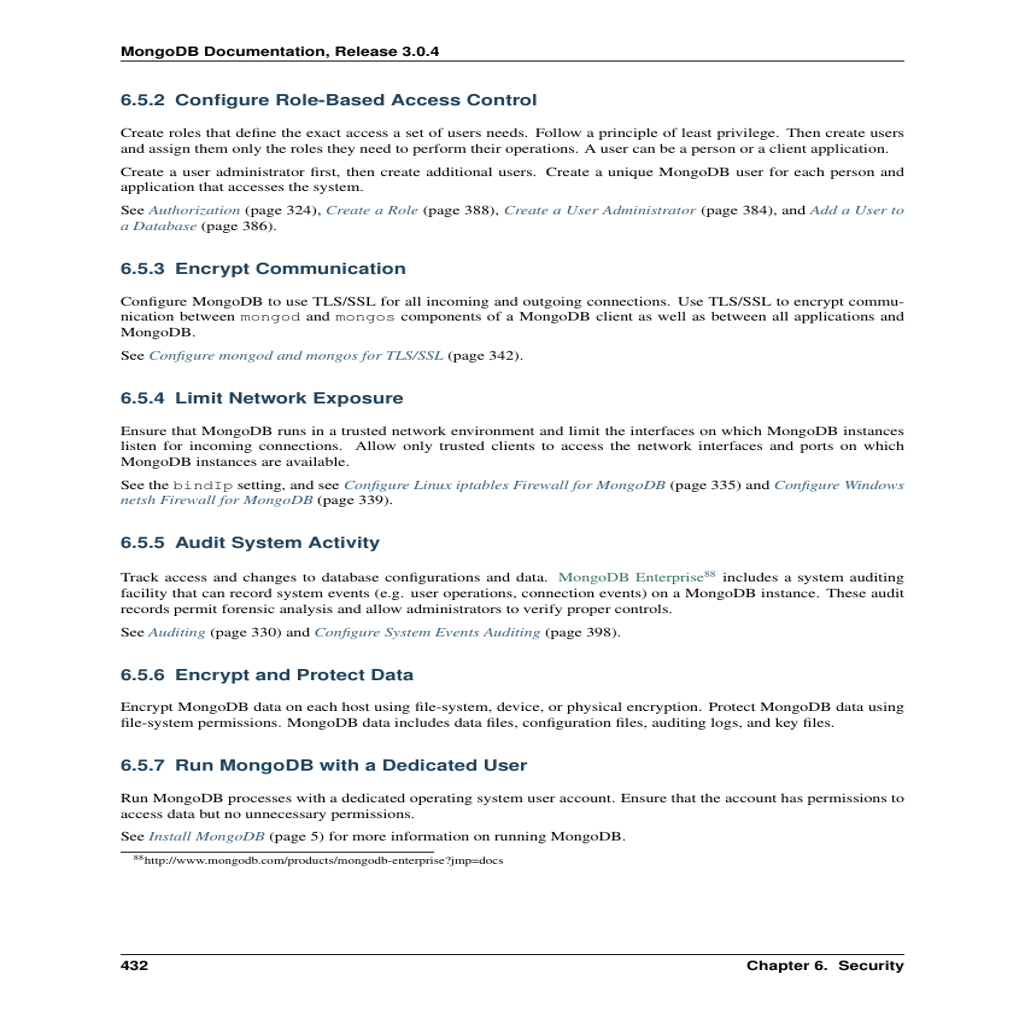 MongoDB Documentation, Release 3.0.4
6.5.2 Configure Role-Based Access Control
Create roles that define the exact access a set of users needs. Follow a principle of least privilege. Then create users
and assign them only the roles they need to perform their operations. A user can be a person or a client application.
Create a user administrator first, then create additional users. Create a unique MongoDB user for each person and
application that accesses the system.
See Authorization (page 324), Create a Role (page 388), Create a User Administrator (page 384), and Add a User to
a Database (page 386).
6.5.3 Encrypt Communication
Configure MongoDB to use TLS/SSL for all incoming and outgoing connections. Use TLS/SSL to encrypt commu-
nication between mongod and mongos components of a MongoDB client as well as between all applications and
MongoDB.
See Configure mongod and mongos for TLS/SSL (page 342).
6.5.4 Limit Network Exposure
Ensure that MongoDB runs in a trusted network environment and limit the interfaces on which MongoDB instances
listen for incoming connections. Allow only trusted clients to access the network interfaces and ports on which
MongoDB instances are available.
See the bindIp setting, and see Configure Linux iptables Firewall for MongoDB (page 335) and Configure Windows
netsh Firewall for MongoDB (page 339).
6.5.5 Audit System Activity
Track access and changes to database configurations and data. MongoDB Enterprise88 includes a system auditing
facility that can record system events (e.g. user operations, connection events) on a MongoDB instance. These audit
records permit forensic analysis and allow administrators to verify proper controls.
See Auditing (page 330) and Configure System Events Auditing (page 398).
6.5.6 Encrypt and Protect Data
Encrypt MongoDB data on each host using file-system, device, or physical encryption. Protect MongoDB data using
file-system permissions. MongoDB data includes data files, configuration files, auditing logs, and key files.
6.5.7 Run MongoDB with a Dedicated User
Run MongoDB processes with a dedicated operating system user account. Ensure that the account has permissions to
access data but no unnecessary permissions.
See Install MongoDB (page 5) for more information on running MongoDB.
88http://www.mongodb.com/products/mongodb-enterprise?jmp=docs
432 Chapter 6. Security